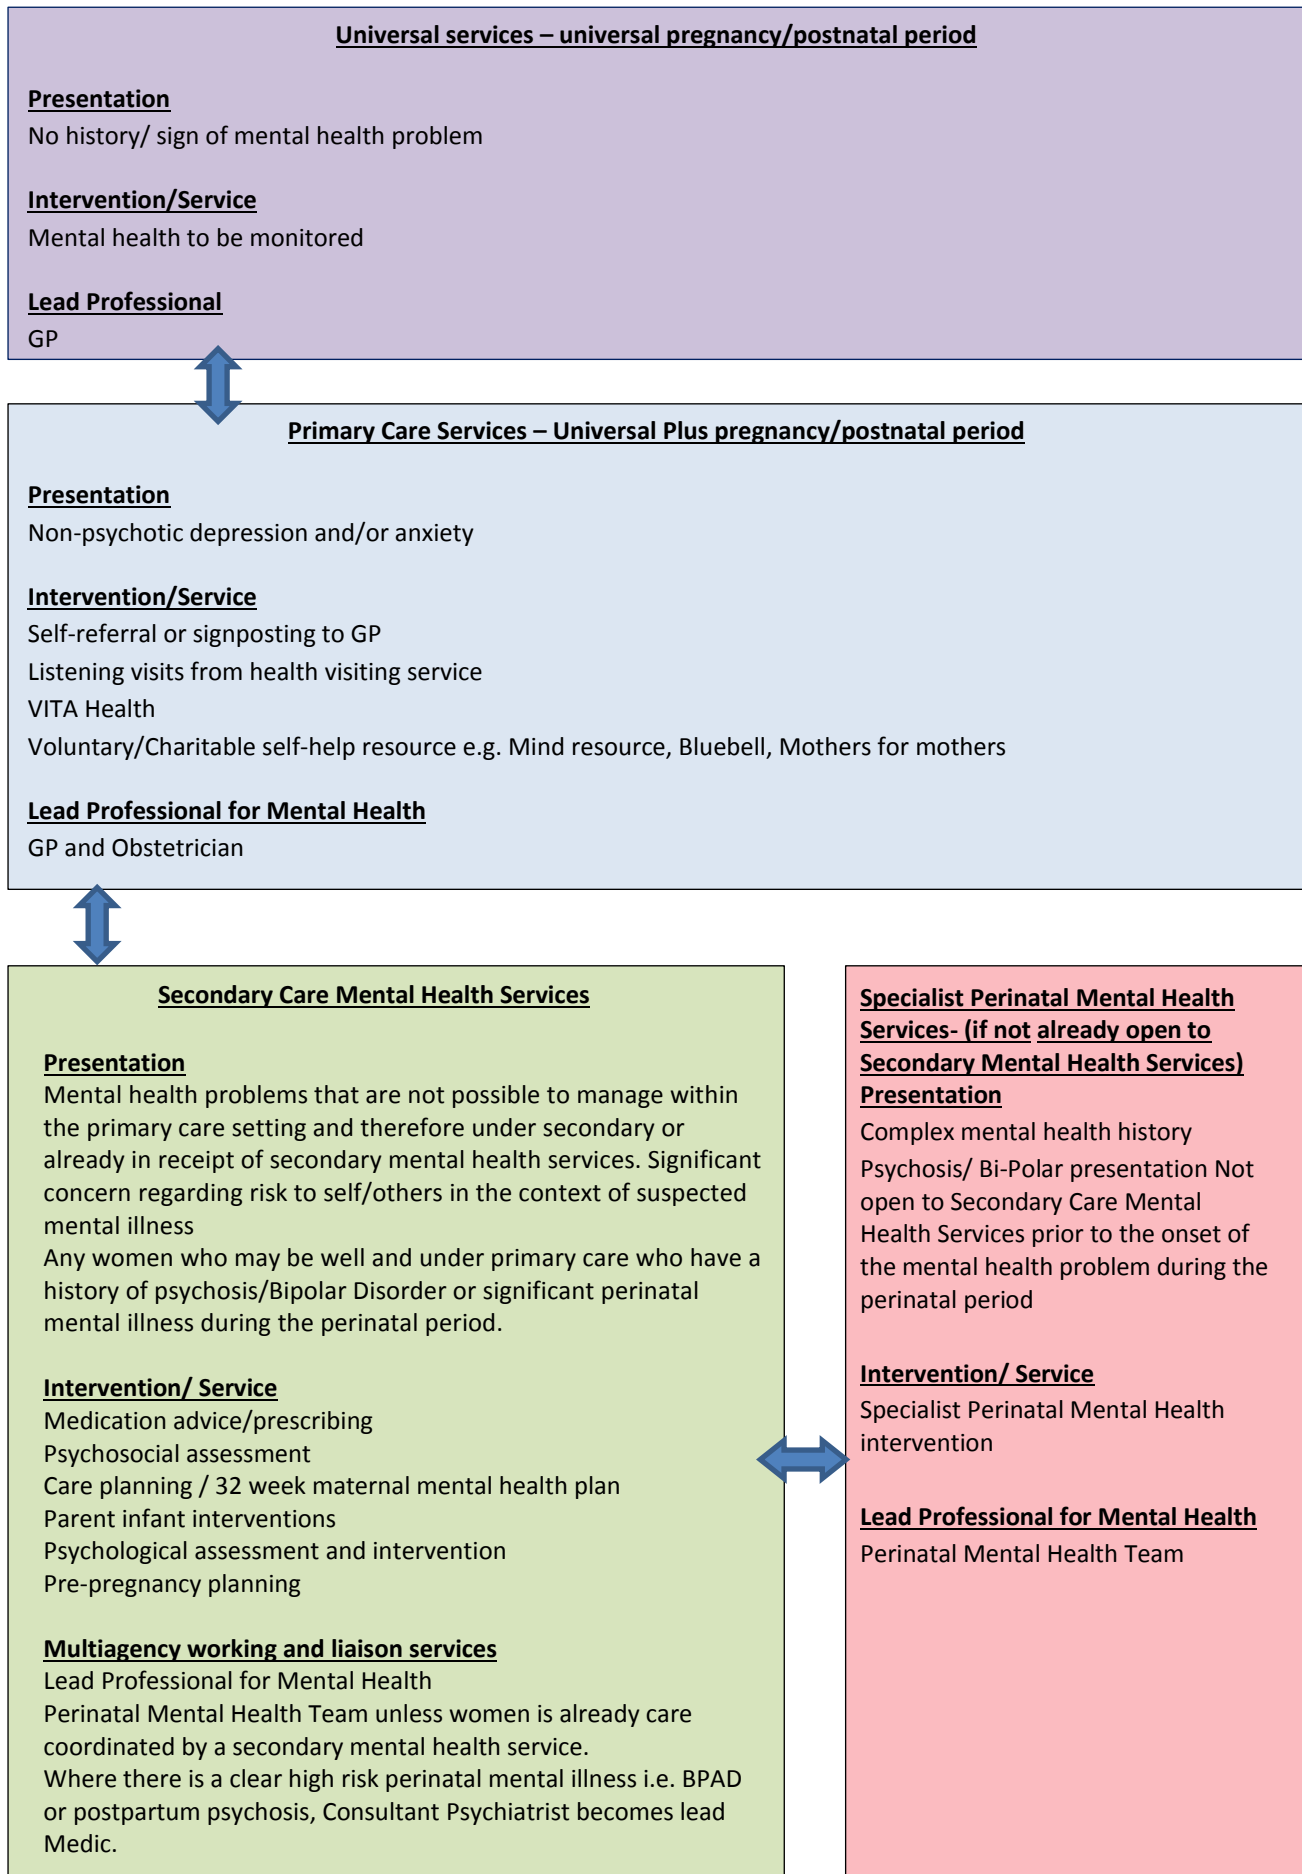 Universal services – universal pregnancy/postnatal period
Presentation
No history/ sign of mental health problem
Intervention/Service
Mental health to be monitored
Lead Professional
GP
Primary Care Services – Universal Plus pregnancy/postnatal period
Presentation
Non-psychotic depression and/or anxiety
Intervention/Service
Self-referral or signposting to GP
Listening visits from health visiting service
VITA Health
Voluntary/Charitable self-help resource e.g. Mind resource, Bluebell, Mothers for mothers
Lead Professional for Mental Health
GP and Obstetrician
Secondary Care Mental Health Services
Presentation
Mental health problems that are not possible to manage within
the primary care setting and therefore under secondary or
already in receipt of secondary mental health services. Significant
concern regarding risk to self/others in the context of suspected
mental illness
Any women who may be well and under primary care who have a
history of psychosis/Bipolar Disorder or significant perinatal
mental illness during the perinatal period.
Intervention/ Service
Medication advice/prescribing
Psychosocial assessment
Care planning / 32 week maternal mental health plan
Parent infant interventions
Psychological assessment and intervention
Pre-pregnancy planning
Multiagency working and liaison services
Lead Professional for Mental Health
Perinatal Mental Health Team unless women is already care
coordinated by a secondary mental health service.
Where there is a clear high risk perinatal mental illness i.e. BPAD
or postpartum psychosis, Consultant Psychiatrist becomes lead
Medic.
Specialist Perinatal Mental Health
Services- (if not already open to
Secondary Mental Health Services)
Presentation
Complex mental health history
Psychosis/ Bi-Polar presentation Not
open to Secondary Care Mental
Health Services prior to the onset of
the mental health problem during the
perinatal period
Intervention/ Service
Specialist Perinatal Mental Health
intervention
Lead Professional for Mental Health
Perinatal Mental Health Team